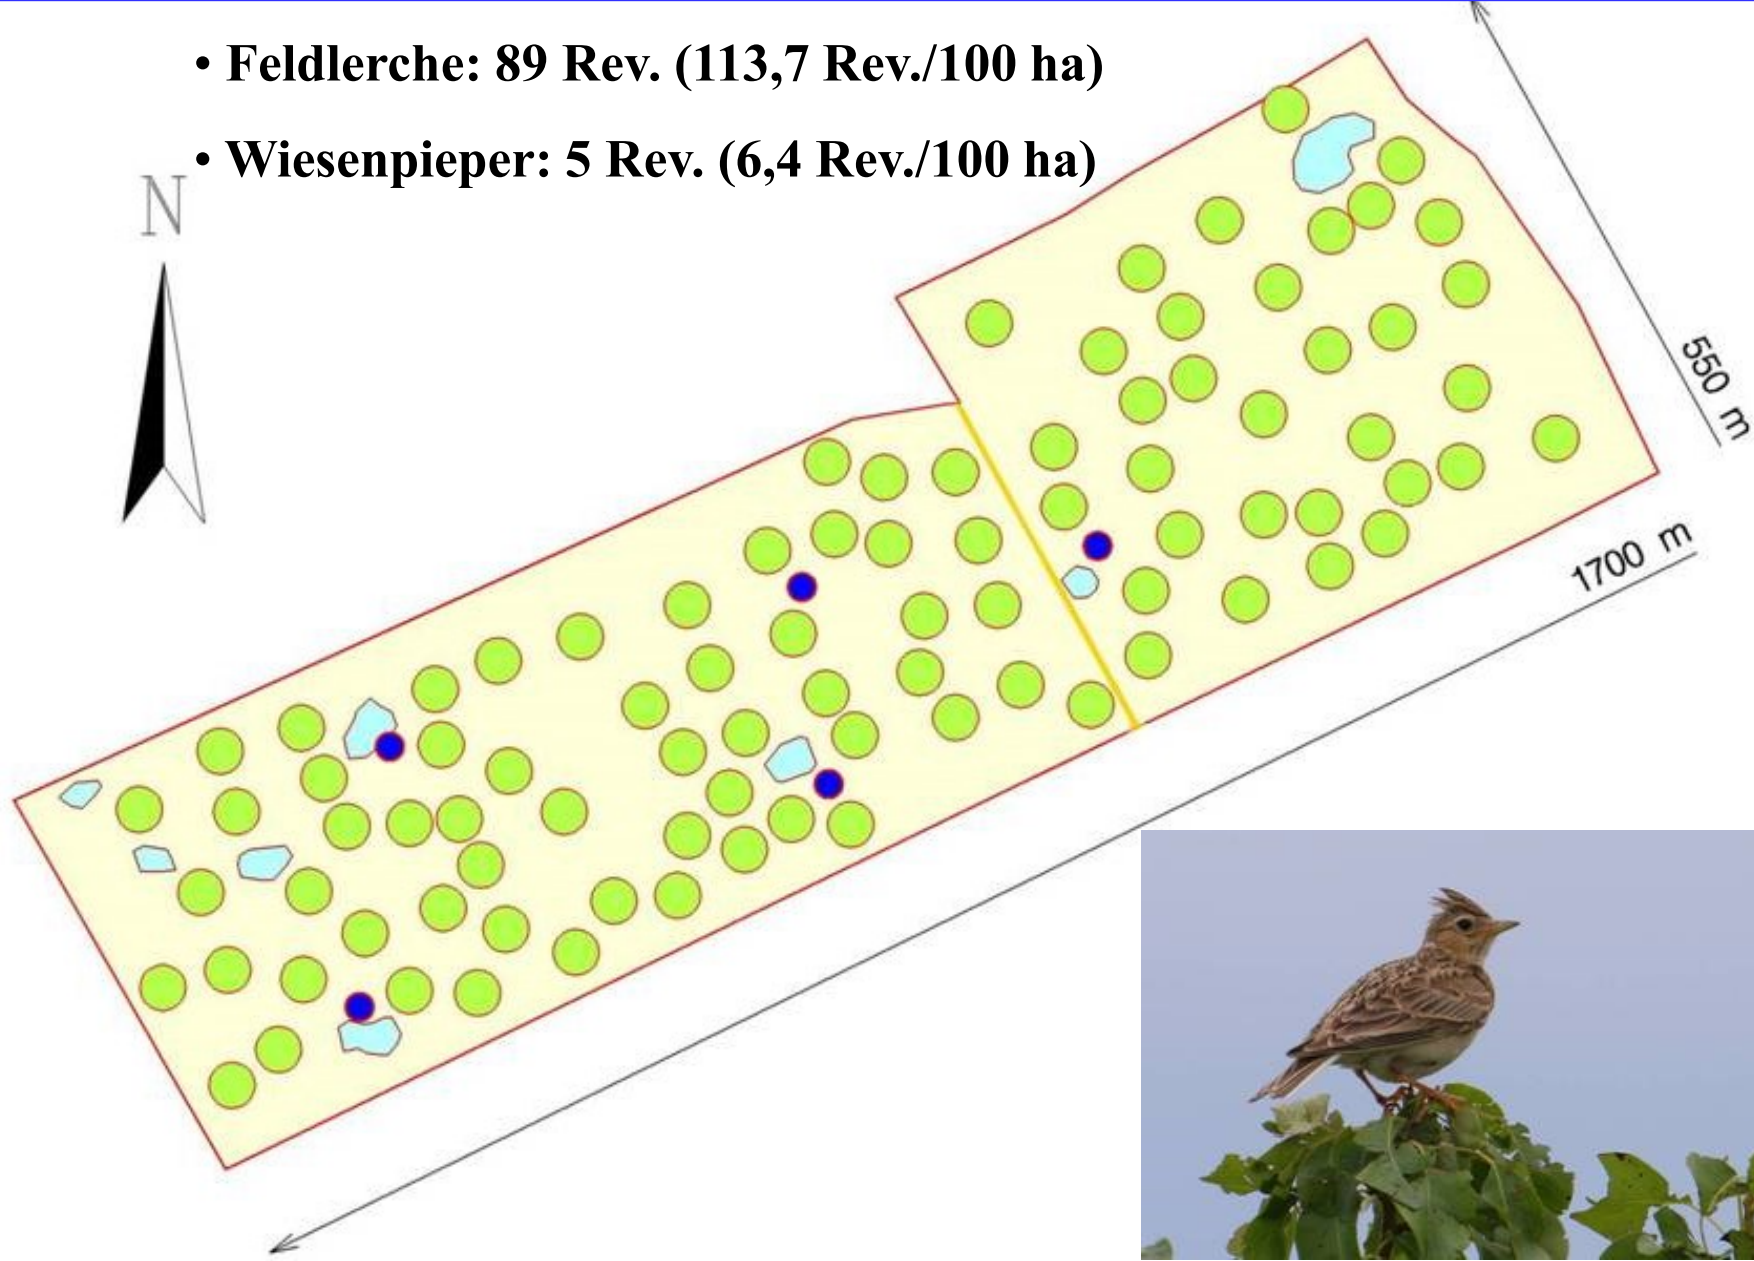 • Feldlerche: 89 Rev. (113,7 Rev./100 ha)
• Wiesenpieper: 5 Rev. (6,4 Rev./100 ha)
N
550 m
1700 m